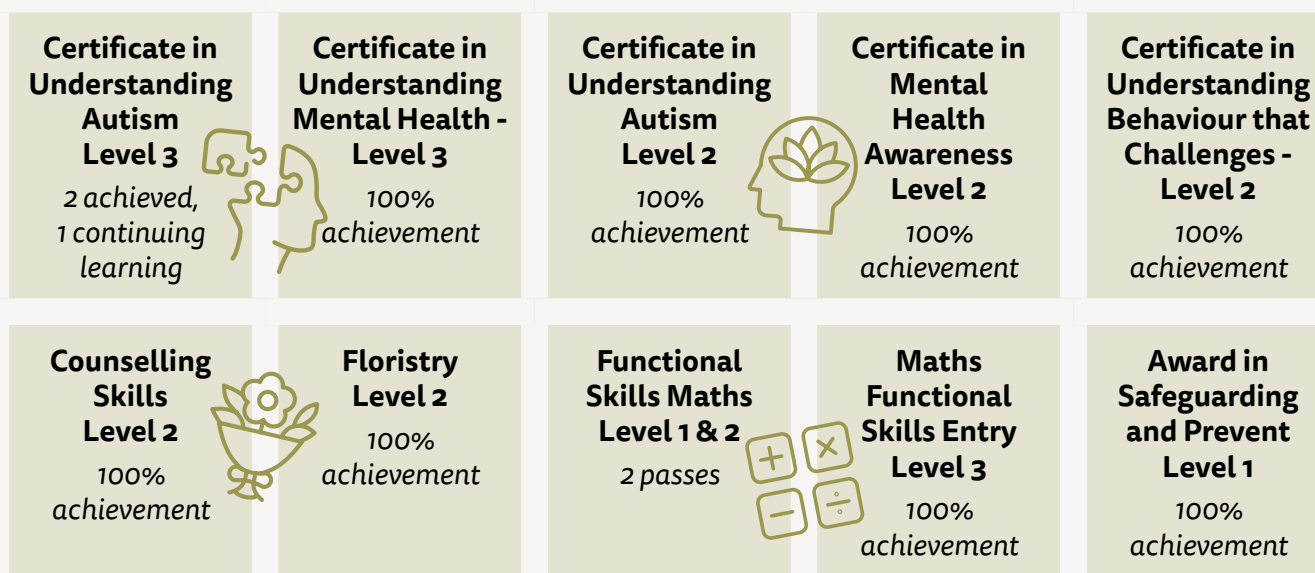 Certificate in
Understanding
Autism
Level 3
2 achieved,
1 continuing
learning
Certificate in
Understanding
Mental Health -
Level 3
100%
achievement
Certificate in
Understanding
Autism
Level 2
100%
achievement
Certificate in
Mental
Health
Awareness
Level 2
100%
achievement
Certificate in
Understanding
Behaviour that
Challenges -
Level 2
100%
achievement
Counselling
Skills
Level 2
100%
achievement
Floristry
Level 2
100%
achievement
Functional
Skills Maths
Level 1 & 2
2 passes
Maths
Functional
Skills Entry
Level 3
100%
achievement
Award in
Safeguarding
and Prevent
Level 1
100%
achievement